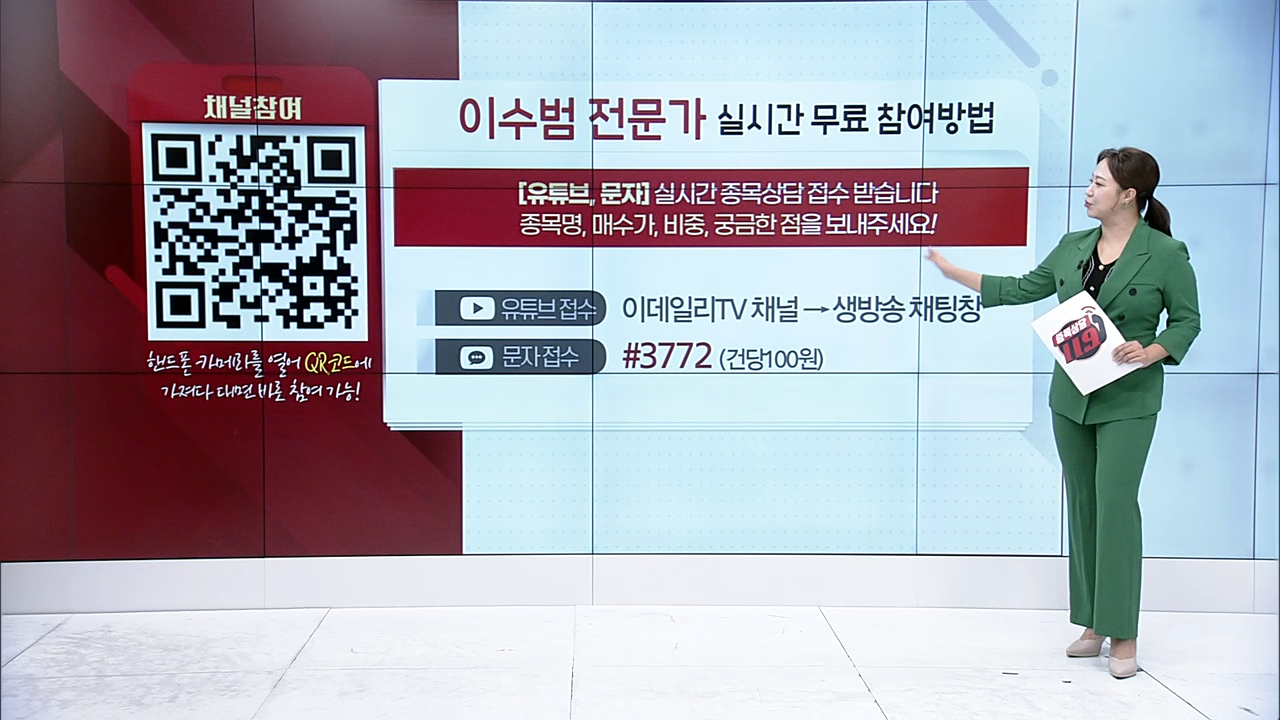 채널참여
핸드폰 카메라를 열어 QR코드에
가져다 대면 바로 참여 가능!
이수범 전문가 실시간 무료 참여방법
[유튜브, 문자] 실시간 종목상담 접수 받습니다
종목명, 매수가, 비중, 궁금한 점을 보내주세요!
유튜브 접수 이데일리TV 채널 → 생방송 채팅창
문자 접수 #3772 (건당100원)
종목상담
119